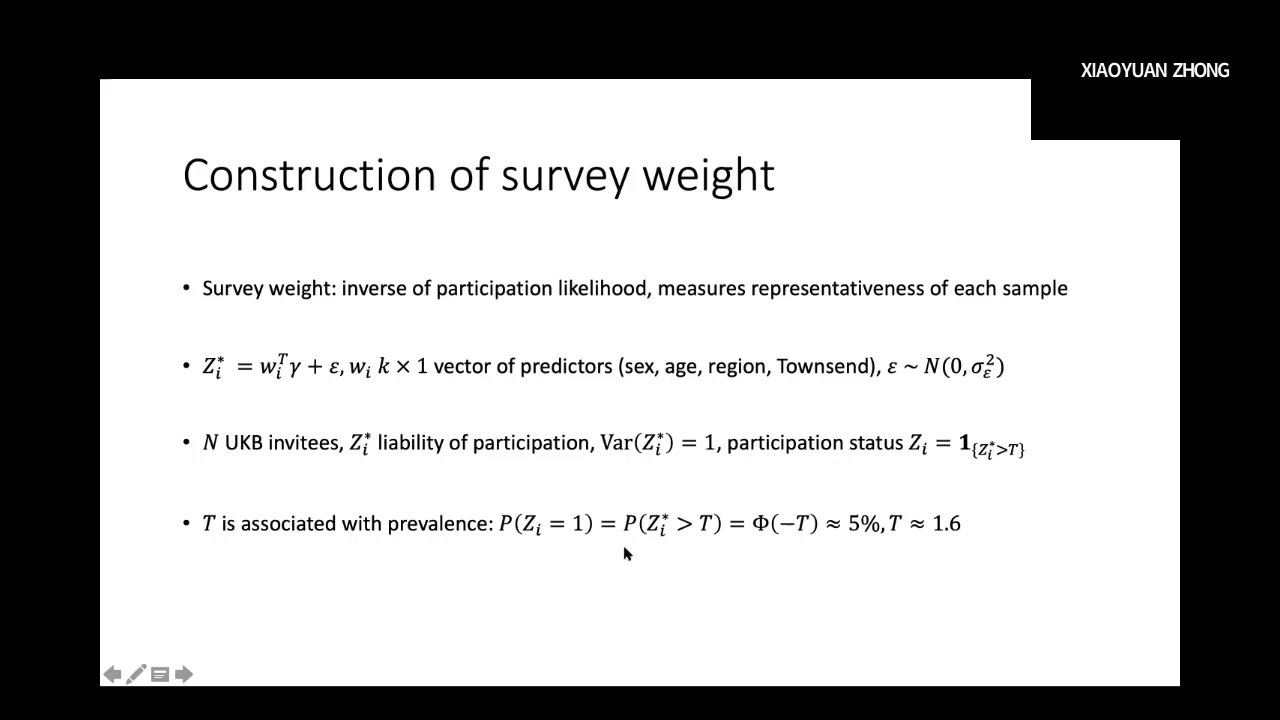 XIAOYUAN ZHONG
Construction of survey weight
• Survey weight: inverse of participation likelihood, measures representativeness of each sample
• Z_i^* = w_i^T γ + ε, w_i k × 1 vector of predictors (sex, age, region, Townsend), ε ~ N(0, σ_ε^2)
• N UKB invitees, Z_i^* liability of participation, Var(Z_i^*) = 1, participation status Z_i = 1_{Z_i^*>T}
• T is associated with prevalence: P(Z_i = 1) = P(Z_i^* > T) = Φ(−T) ≈ 5%, T ≈ 1.6